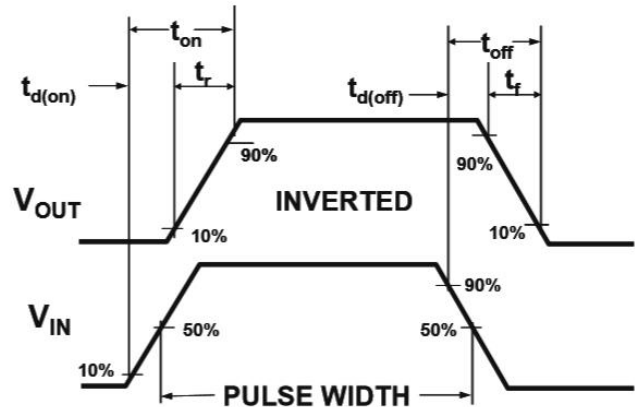 t_on
t_off
t_d(on)
t_r
t_d(off)
t_f
90%
90%
V_OUT
INVERTED
10%
10%
90%
V_IN
50%
50%
10%
PULSE WIDTH